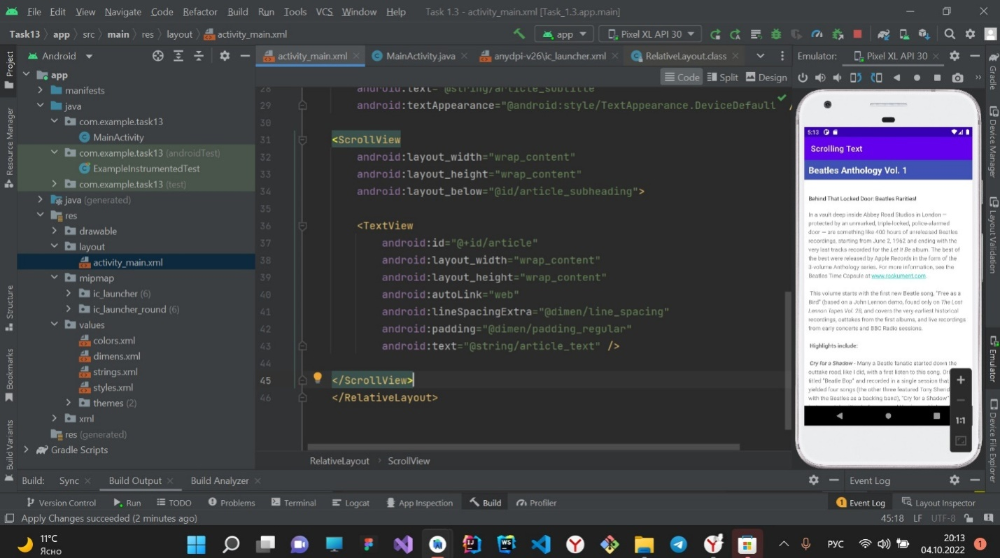 File Edit View Navigate Code Refactor Build Run Tools VCS Window Help Task 1.3 - activity_main.xml [Task_1.3.app.main]
Task13 app src main res layout activity_main.xml app Pixel XL API 30
Android activity_main.xml MainActivity.java anydpi-v26\ic_launcher.xml RelativeLayout.class Emulator: Pixel XL API 30
Code Split Design
Project
Resource Manager
Structure
Bookmarks
Build Variants
app
manifests
java
com.example.task13
MainActivity
com.example.task13 (androidTest)
ExampleInstrumentedTest
com.example.task13 (test)
java (generated)
res
drawable
layout
activity_main.xml
mipmap
ic_launcher (6)
ic_launcher_round (6)
values
colors.xml
dimens.xml
strings.xml
styles.xml
themes (2)
xml
res (generated)
Gradle Scripts
28 android:text="@string/article_subtitle"
29 android:textAppearance="@android:style/TextAppearance.DeviceDefault" /
30
31 <ScrollView
32 android:layout_width="wrap_content"
33 android:layout_height="wrap_content"
34 android:layout_below="@id/article_subheading">
35
36 <TextView
37 android:id="@+id/article"
38 android:layout_width="wrap_content"
39 android:layout_height="wrap_content"
40 android:autoLink="web"
41 android:lineSpacingExtra="@dimen/line_spacing"
42 android:padding="@dimen/padding_regular"
43 android:text="@string/article_text" />
44
45 </ScrollView>
46 </RelativeLayout>
RelativeLayout ScrollView
5:13
Scrolling Text
Beatles Anthology Vol. 1
Behind That Locked Door: Beatles Rarities!
In a vault deep inside Abbey Road Studios in London —
protected by an unmarked, triple-locked, police-alarmed
door — are something like 400 hours of unreleased Beatles
recordings, starting from June 2, 1962 and ending with the
very last tracks recorded for the Let It Be album. The best of
the best were released by Apple Records in the form of the
3-volume Anthology series. For more information, see the
Beatles Time Capsule at www.rockument.com.
This volume starts with the first new Beatle song, "Free as a
Bird" (based on a John Lennon demo, found only on The Lost
Lennon Tapes Vol. 28, and covers the very earliest historical
recordings, outtakes from the first albums, and live recordings
from early concerts and BBC Radio sessions.
Highlights include:
Cry for a Shadow - Many a Beatle fanatic started down the
outtake road, like I did, with a first listen to this song. Ori
titled "Beatle Bop" and recorded in a single session that
yielded four songs (the other three featured Tony Sherid
with the Beatles as a backing band), "Cry for a Shadow"
1:1
Gradle
Device Manager
Layout Validation
Emulator
Device File Explorer
Build: Sync Build Output Build Analyzer Event Log
Version Control Run TODO Problems Terminal Logcat App Inspection Build Profiler 1 Event Log Layout Inspector
Apply Changes succeeded (2 minutes ago) 45:18 LF UTF-8
11°C
Ясно
РУС
20:13
04.10.2022
1